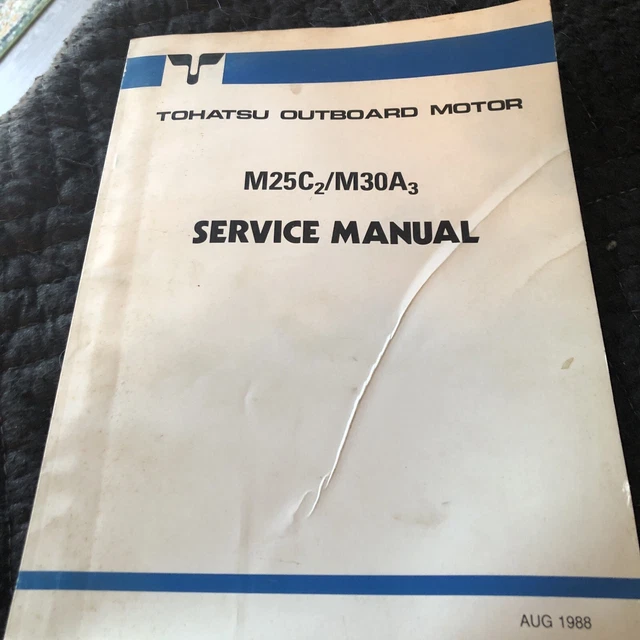 TOHATSU OUTBOARD MOTOR
M25C₂/M30A₃
SERVICE MANUAL
AUG 1988